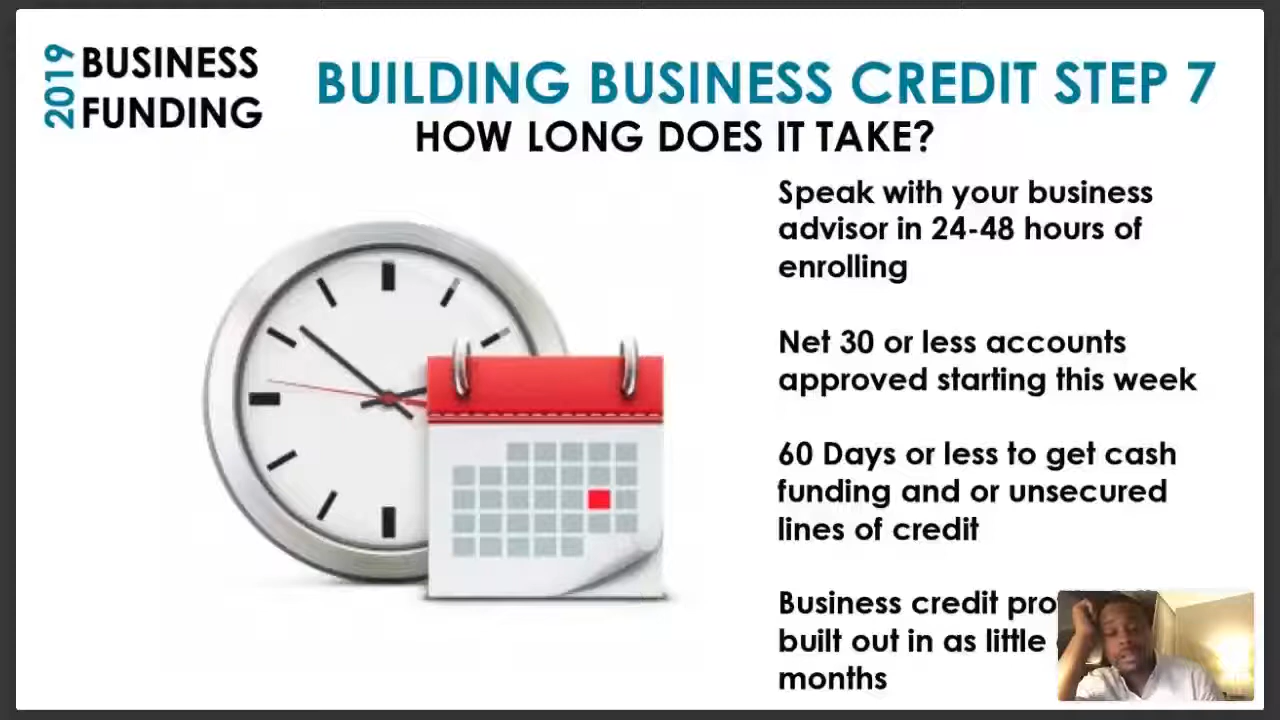 2019
BUSINESS
FUNDING
BUILDING BUSINESS CREDIT STEP 7
HOW LONG DOES IT TAKE?
Speak with your business
advisor in 24-48 hours of
enrolling
Net 30 or less accounts
approved starting this week
60 Days or less to get cash
funding and or unsecured
lines of credit
Business credit
built out in as little
months